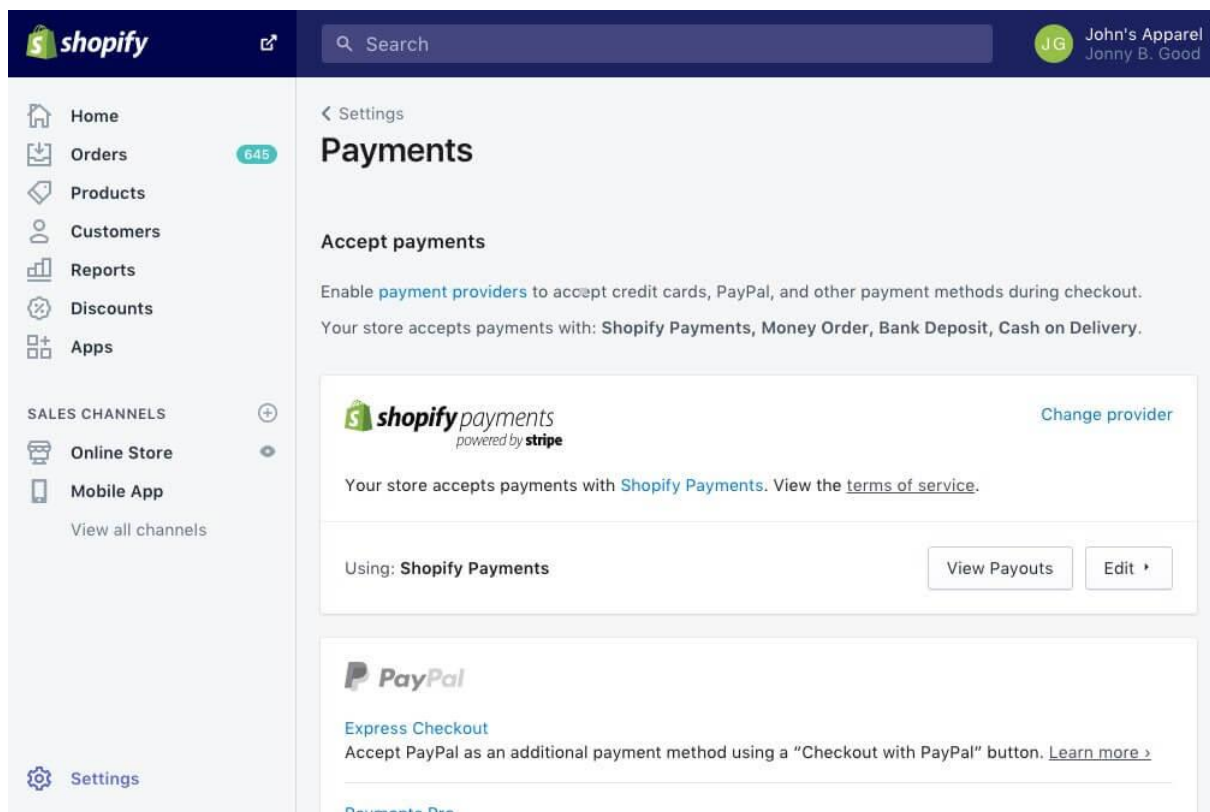 shopify
Search
JG
John's Apparel
Jonny B. Good
Home
Orders 645
Products
Customers
Reports
Discounts
Apps
SALES CHANNELS
Online Store
Mobile App
View all channels
Settings
Settings
Payments
Accept payments
Enable payment providers to accept credit cards, PayPal, and other payment methods during checkout.
Your store accepts payments with: Shopify Payments, Money Order, Bank Deposit, Cash on Delivery.
shopify payments
powered by stripe
Change provider
Your store accepts payments with Shopify Payments. View the terms of service.
Using: Shopify Payments
View Payouts
Edit
PayPal
Express Checkout
Accept PayPal as an additional payment method using a “Checkout with PayPal” button. Learn more ›
Payments Pro